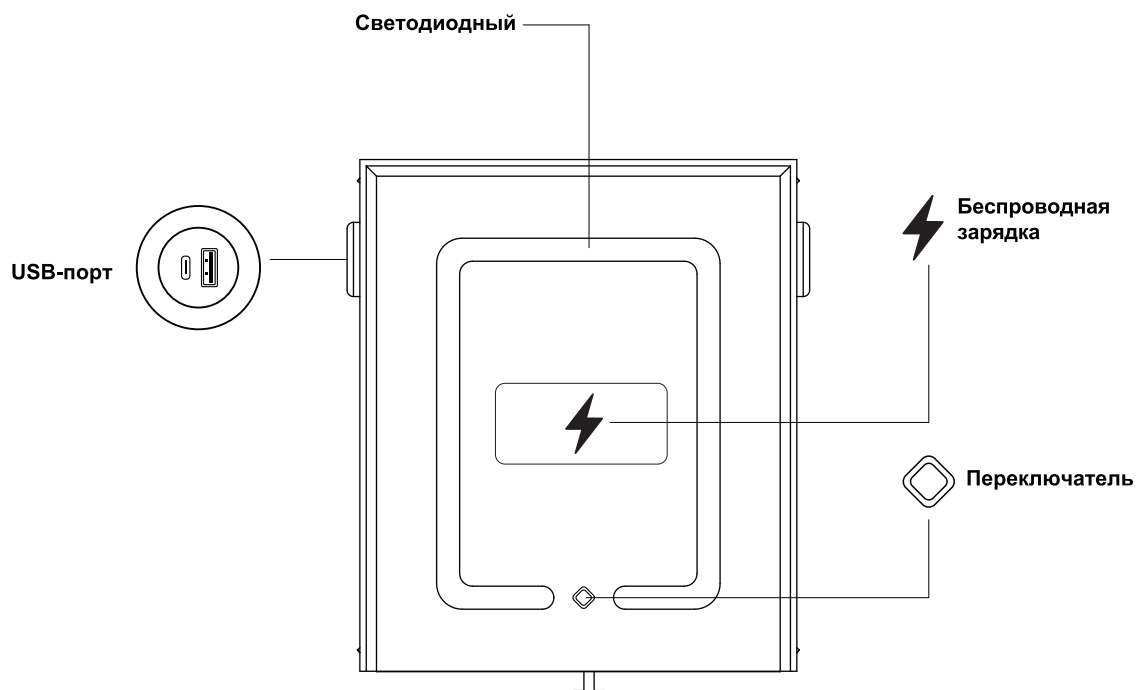 Светодиодный
Беспроводная
зарядка
USB-порт
Переключатель